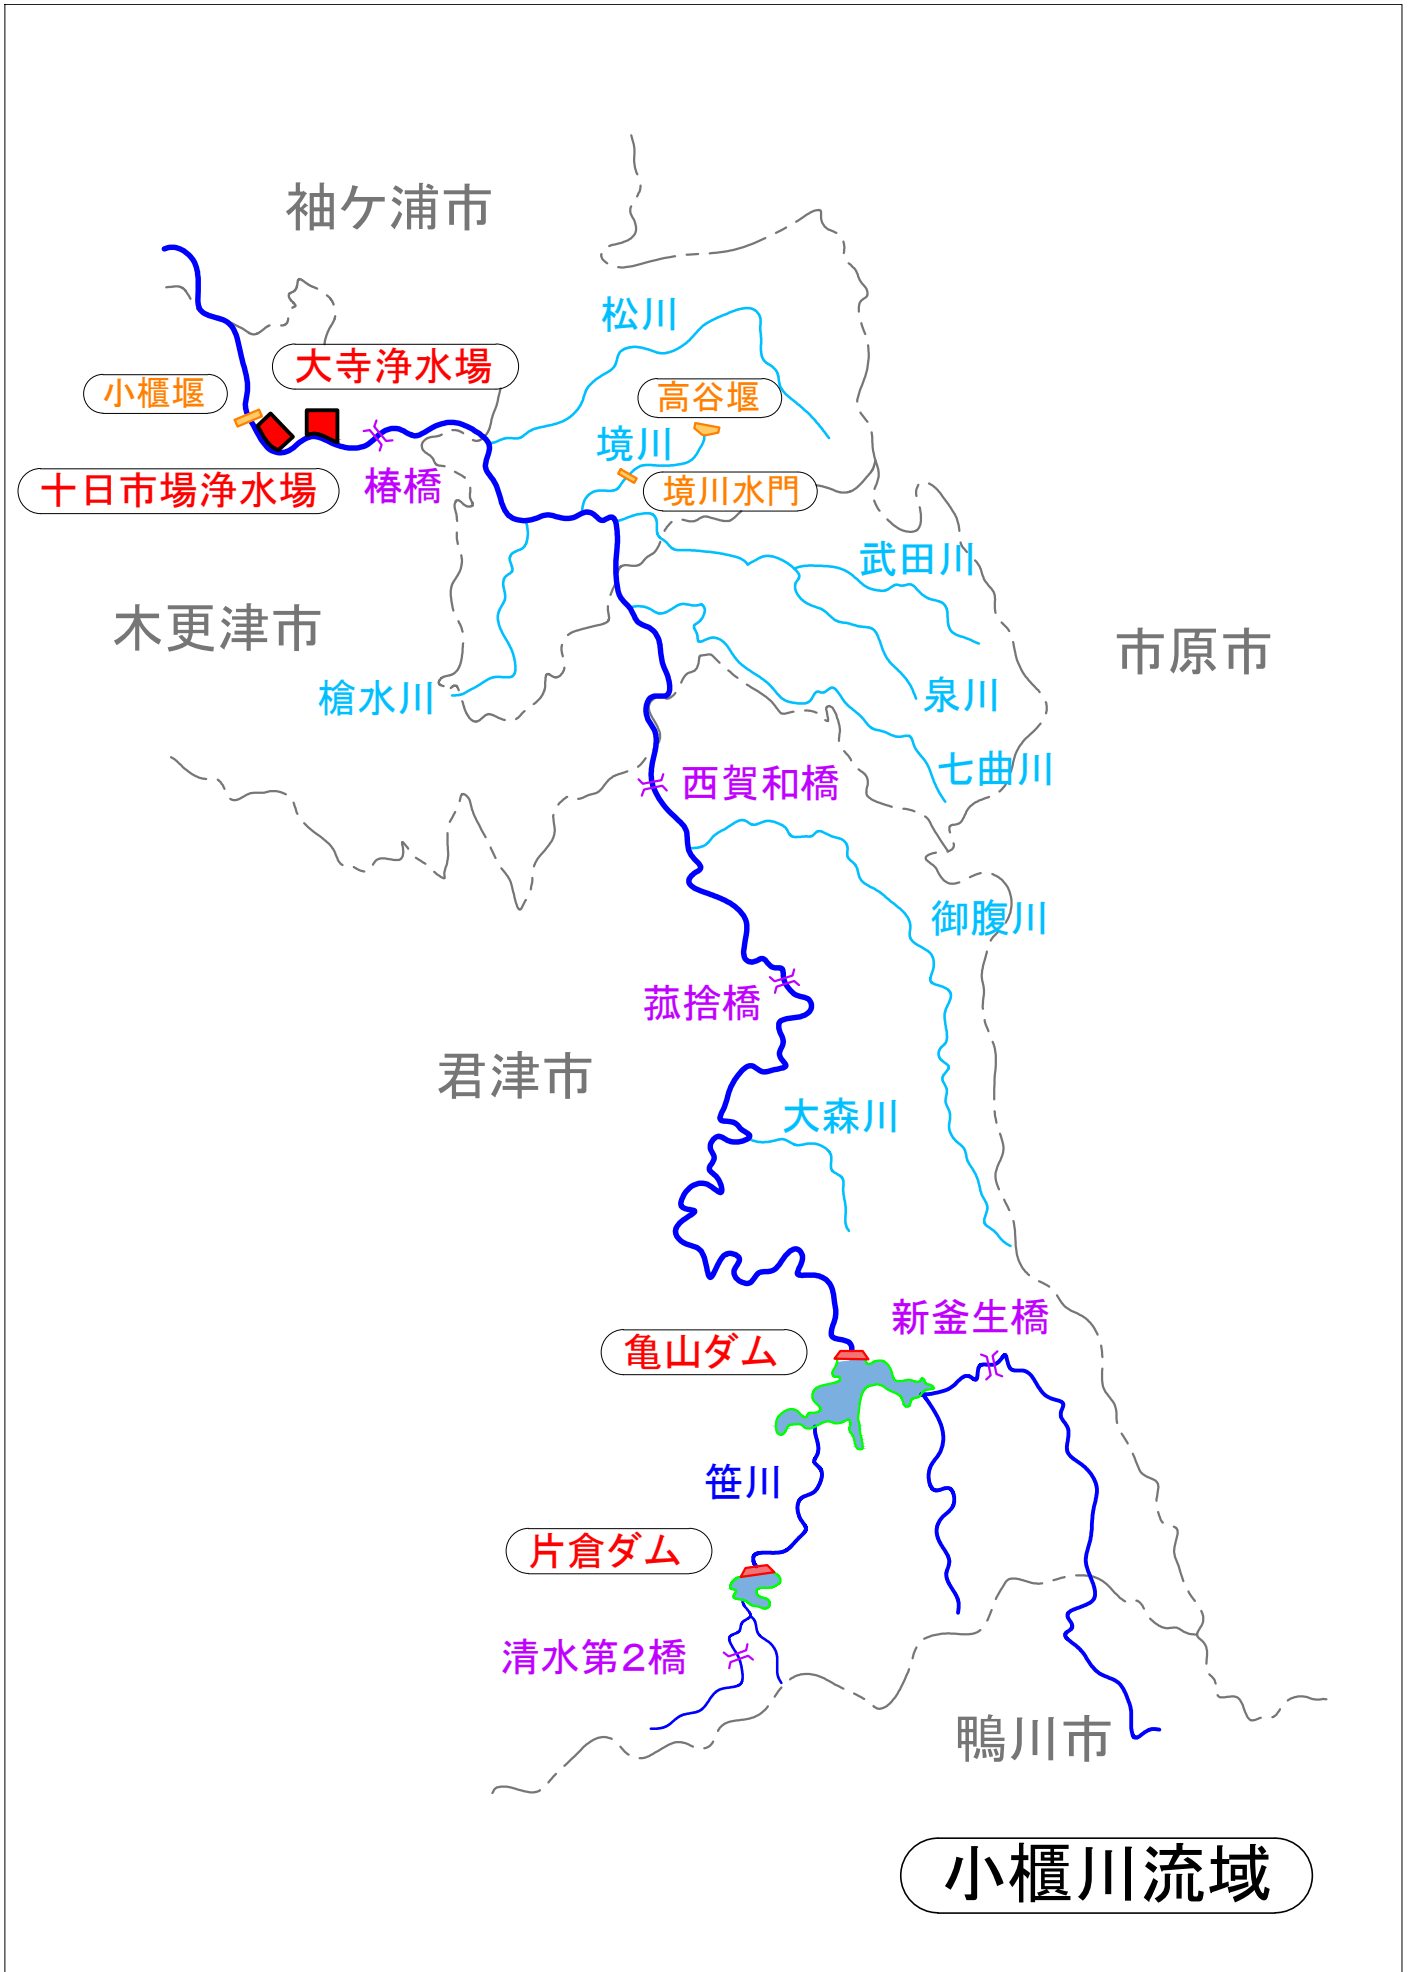 袖ケ浦市
松川
大寺浄水場
小櫃堰
高谷堰
境川
十日市場浄水場
椿橋
境川水門
武田川
木更津市
市原市
槍水川
泉川
七曲川
西賀和橋
御腹川
菰捨橋
君津市
大森川
新釜生橋
亀山ダム
笹川
片倉ダム
清水第2橋
鴨川市
小櫃川流域